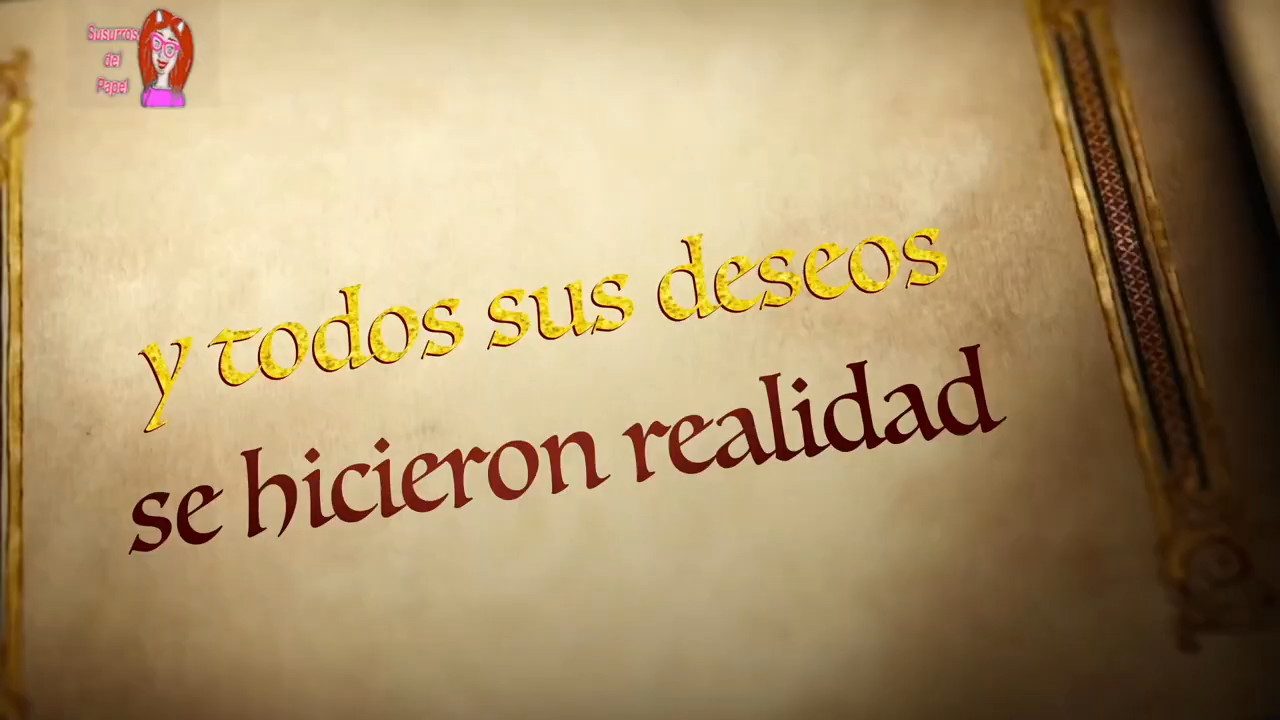 Susurros
del
Papel
y todos sus deseos
se hicieron realidad